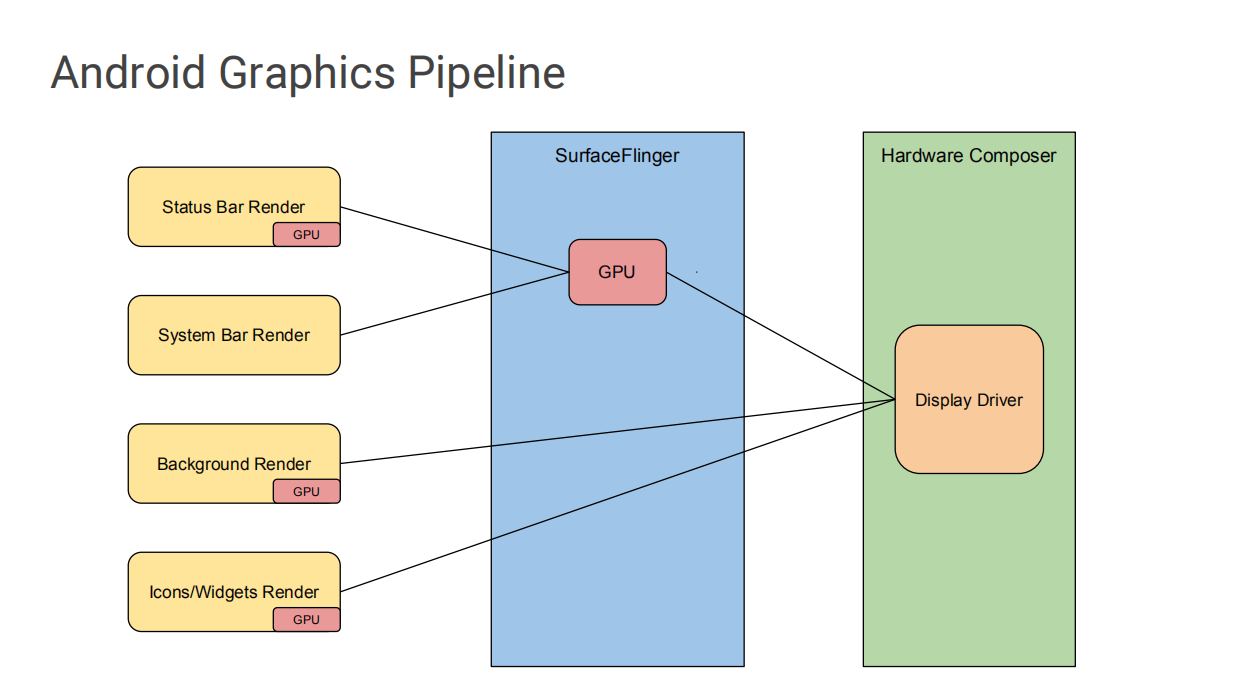 Android Graphics Pipeline
SurfaceFlinger
Hardware Composer
Status Bar Render
GPU
GPU
System Bar Render
Display Driver
Background Render
GPU
Icons/Widgets Render
GPU